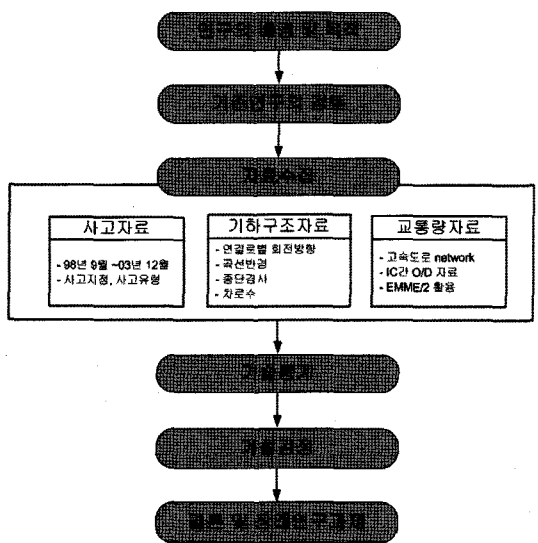 연구의 배경 및 목적
기존연구의 검토
자료수집
사고자료
- 98년 9월 ~03년 12월
- 사고지점, 사고유형
기하구조자료
- 연결로별 회전방향
- 곡선반경
- 종단경사
- 차로수
교통량자료
- 고속도로 network
- IC간 O/D 자료
- EMME/2 활용
결론 및 향후연구과제